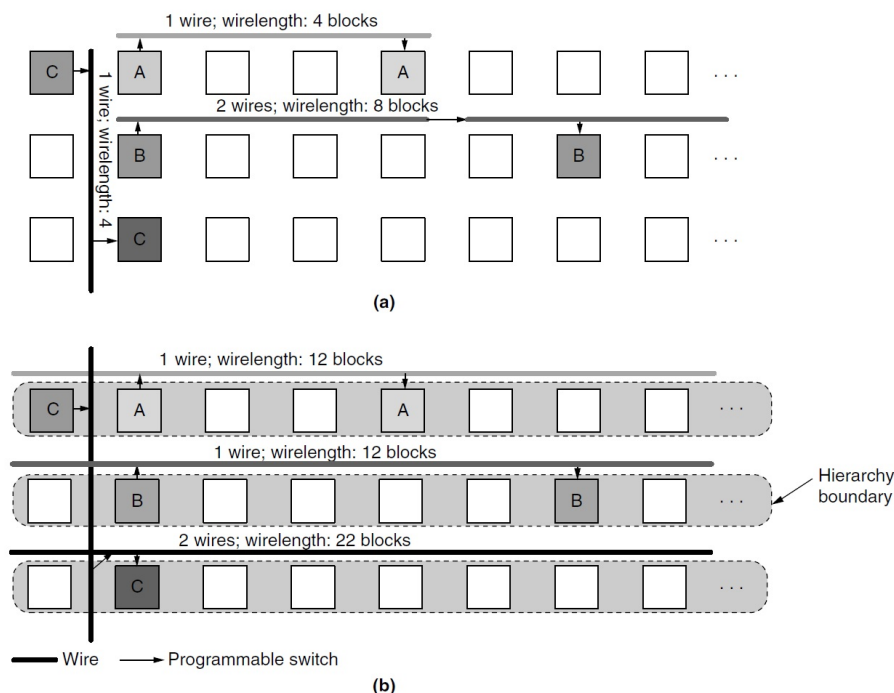 1 wire; wirelength: 4 blocks
C A A . . .
1 wire; wirelength: 4
2 wires; wirelength: 8 blocks
B B . . .
C . . .
(a)
1 wire; wirelength: 12 blocks
C A A . . .
1 wire; wirelength: 12 blocks
B B . . .
Hierarchy
boundary
2 wires; wirelength: 22 blocks
C . . .
Wire Programmable switch
(b)